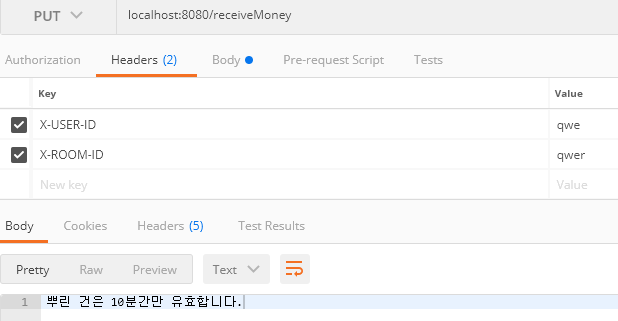 PUT localhost:8080/receiveMoney
Authorization Headers (2) Body Pre-request Script Tests
Key Value
X-USER-ID qwe
X-ROOM-ID qwer
New key Value
Body Cookies Headers (5) Test Results
Pretty Raw Preview Text
1 뿌린 건은 10분간만 유효합니다.